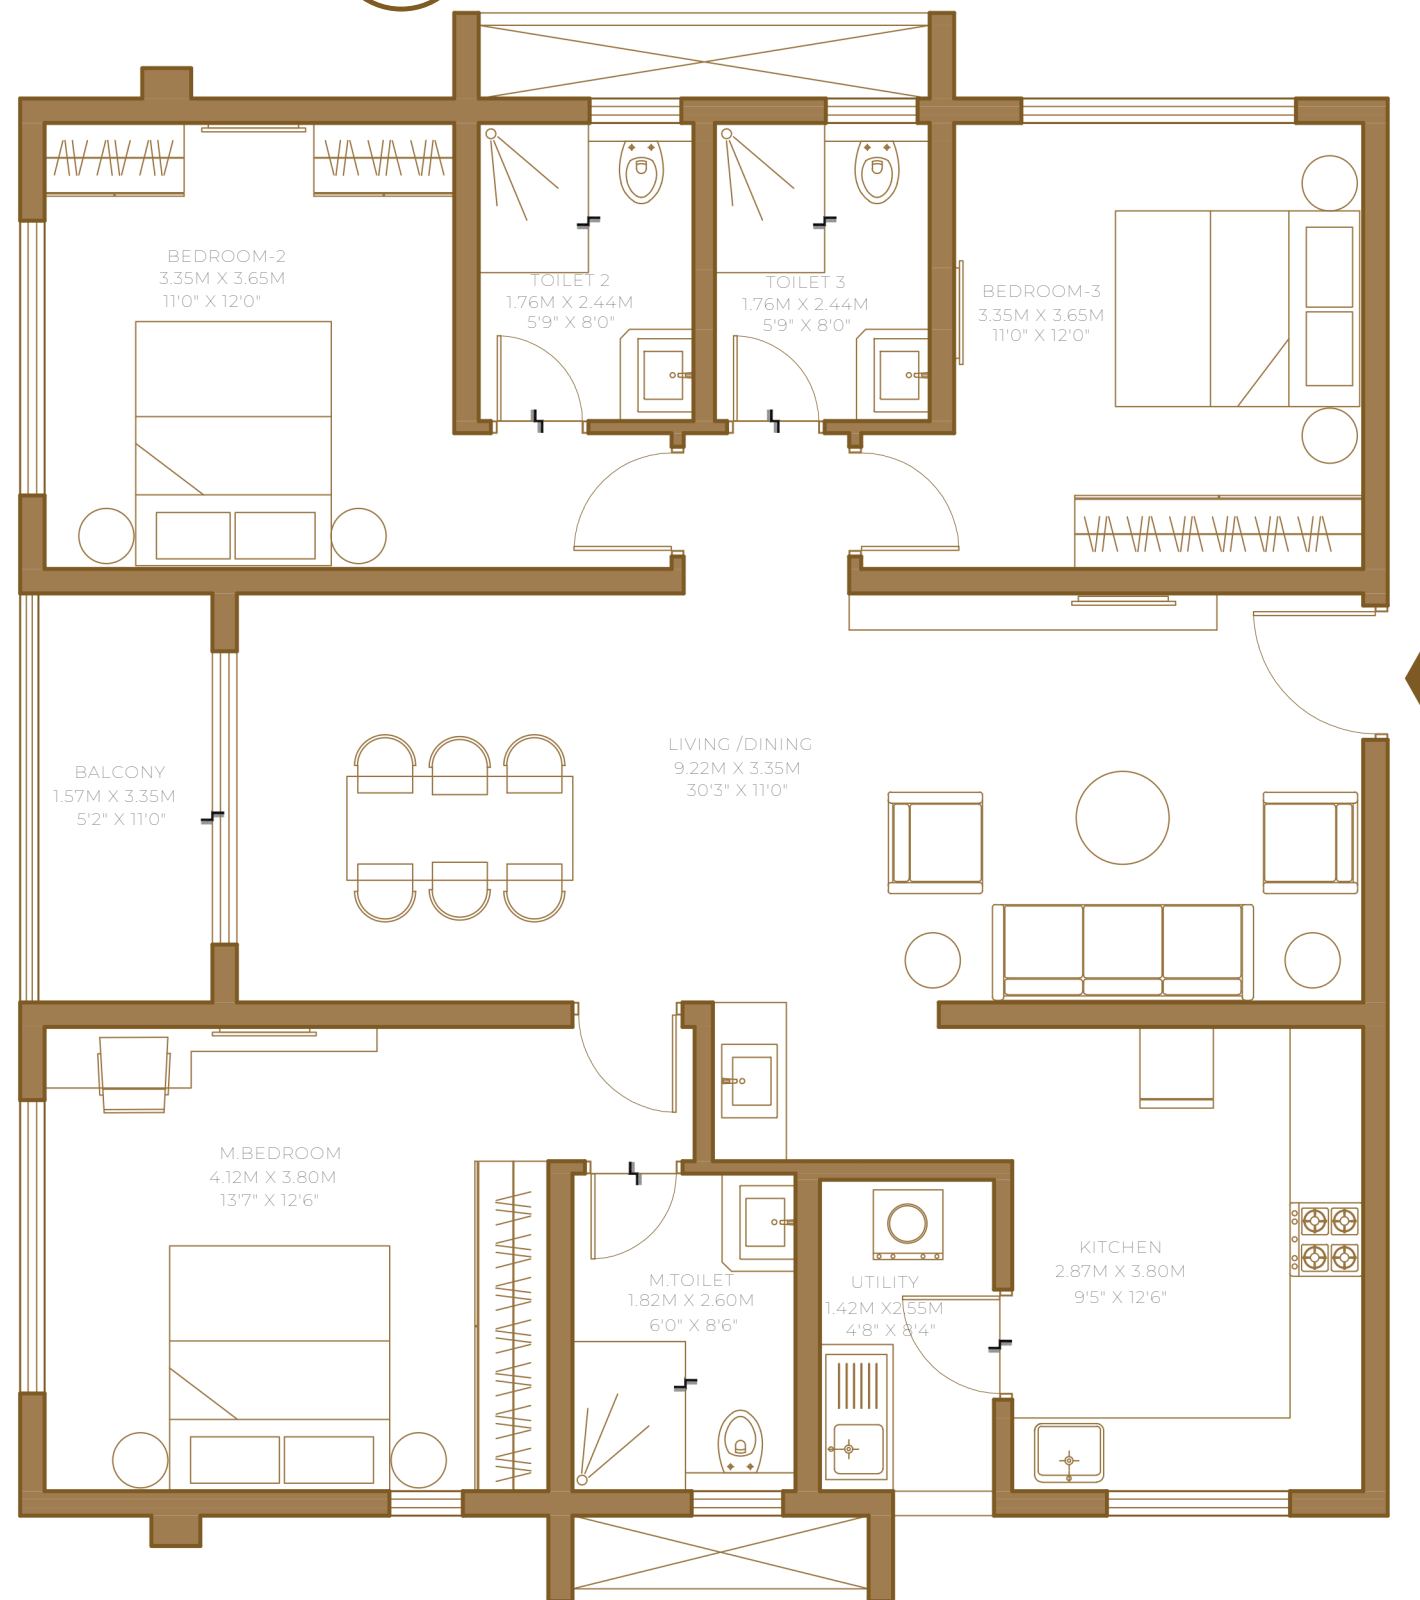 BEDROOM-2
3.35M X 3.65M
11'0" X 12'0"
TOILET 2
1.76M X 2.44M
5'9" X 8'0"
TOILET 3
1.76M X 2.44M
5'9" X 8'0"
BEDROOM-3
3.35M X 3.65M
11'0" X 12'0"
BALCONY
1.57M X 3.35M
5'2" X 11'0"
LIVING /DINING
9.22M X 3.35M
30'3" X 11'0"
M.BEDROOM
4.12M X 3.80M
13'7" X 12'6"
M.TOILET
1.82M X 2.60M
6'0" X 8'6"
UTILITY
1.42M X2.55M
4'8" X 8'4"
KITCHEN
2.87M X 3.80M
9'5" X 12'6"